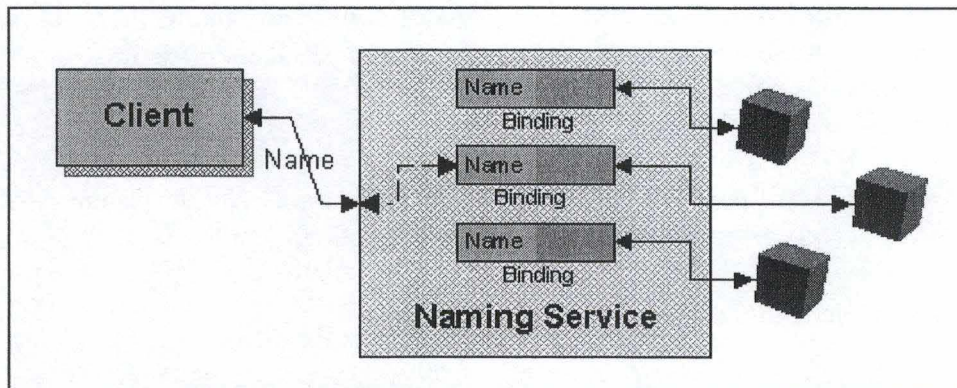 Client
Name
Name
Binding
Name
Binding
Name
Binding
Naming Service